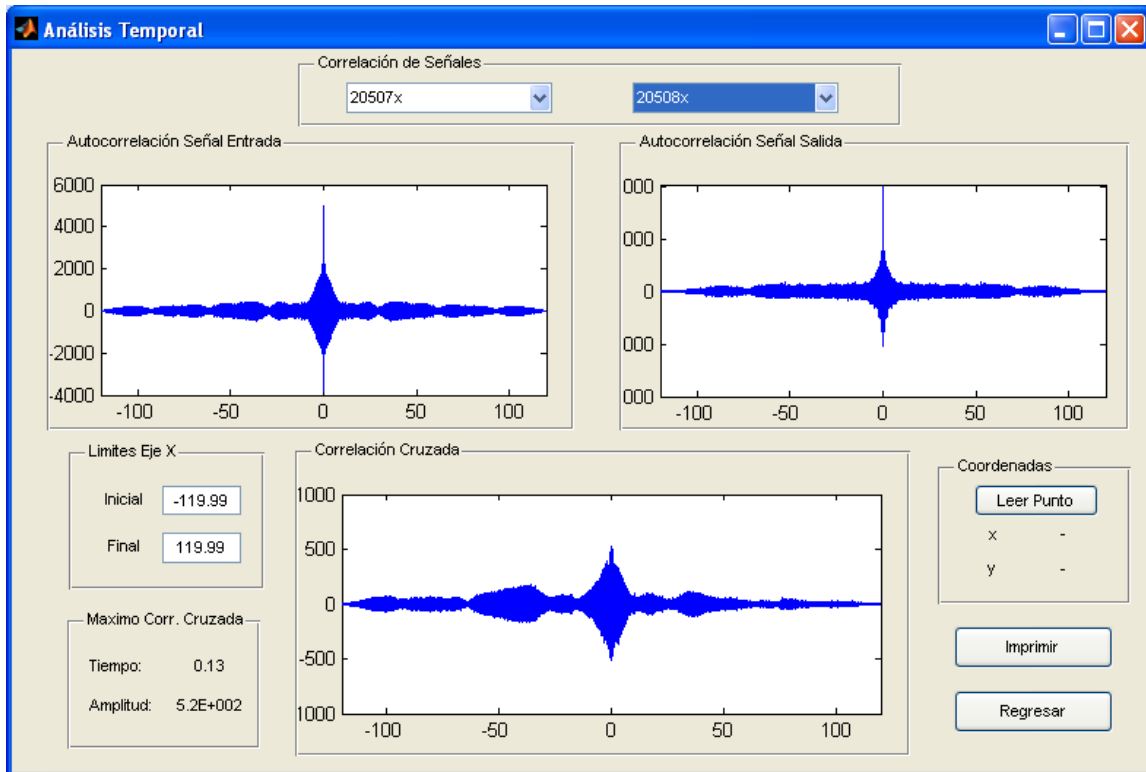 Análisis Temporal
Correlación de Señales
20507x 20508x
Autocorrelación Señal Entrada
6000
4000
2000
0
-2000
-4000
-100 -50 0 50 100
Autocorrelación Señal Salida
000
000
0
000
000
-100 -50 0 50 100
Limites Eje X
Inicial -119.99
Final 119.99
Maximo Corr. Cruzada
Tiempo: 0.13
Amplitud: 5.2E+002
Correlación Cruzada
1000
500
0
-500
1000
-100 -50 0 50 100
Coordenadas
Leer Punto
x -
y -
Imprimir
Regresar